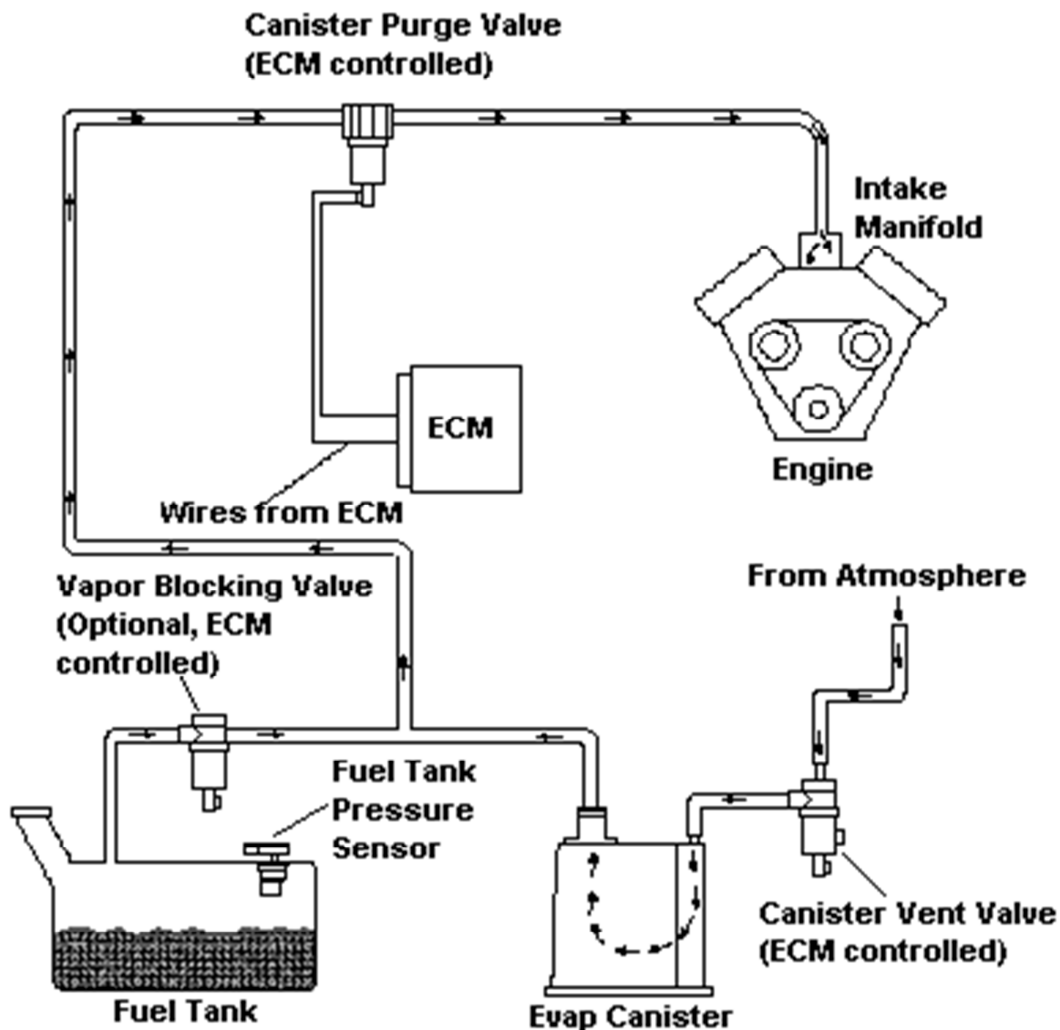 Canister Purge Valve
(ECM controlled)
Intake
Manifold
ECM
Engine
Wires from ECM
From Atmosphere
Vapor Blocking Valve
(Optional, ECM
controlled)
Fuel Tank
Pressure
Sensor
Canister Vent Valve
(ECM controlled)
Fuel Tank
Evap Canister